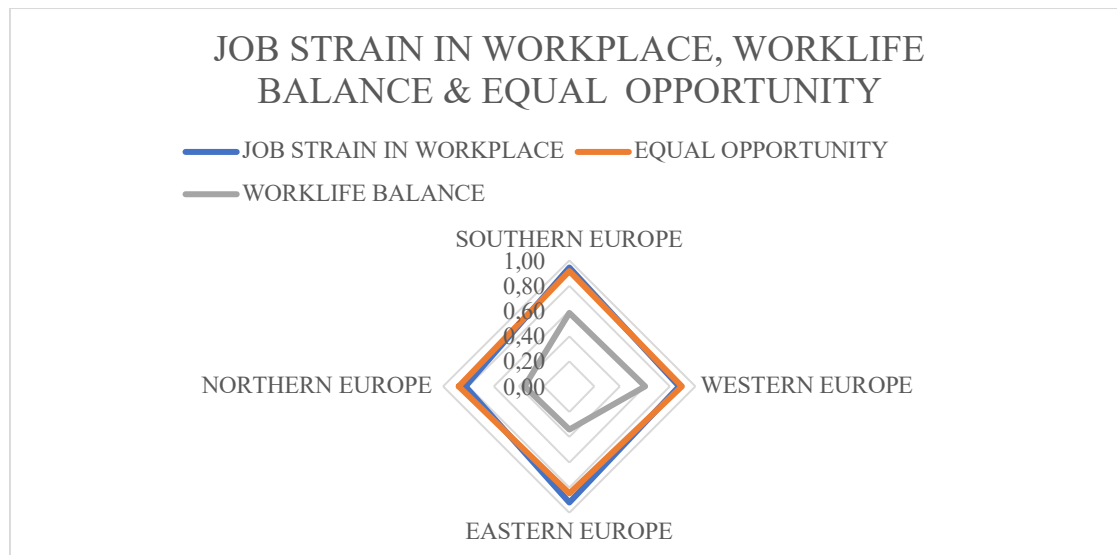 JOB STRAIN IN WORKPLACE, WORKLIFE
BALANCE & EQUAL OPPORTUNITY
JOB STRAIN IN WORKPLACE
EQUAL OPPORTUNITY
WORKLIFE BALANCE
SOUTHERN EUROPE
1,00
0,80
0,60
0,40
0,20
0,00
NORTHERN EUROPE
WESTERN EUROPE
EASTERN EUROPE